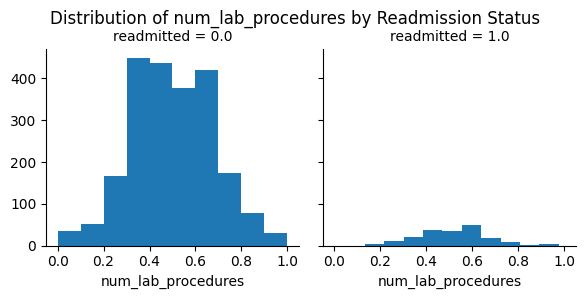 Distribution of num_lab_procedures by Readmission Status
readmitted = 0.0
readmitted = 1.0
400
300
200
100
0
0.0 0.2 0.4 0.6 0.8 1.0
0.0 0.2 0.4 0.6 0.8 1.0
num_lab_procedures
num_lab_procedures